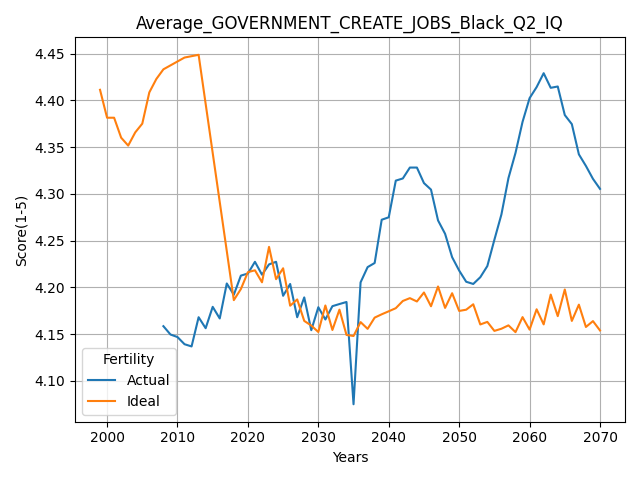 Average_GOVERNMENT_CREATE_JOBS_Black_Q2_IQ
4.45
4.40
4.35
4.30
4.25
4.20
4.15
4.10
Score(1-5)
Fertility
Actual
Ideal
2000 2010 2020 2030 2040 2050 2060 2070
Years